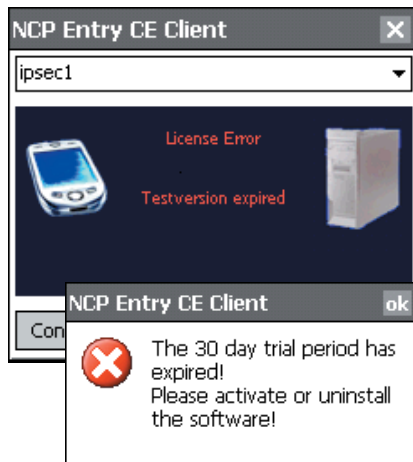 NCP Entry CE Client
ipsec1
License Error
Testversion expired
Con
NCP Entry CE Client
ok
The 30 day trial period has
expired!
Please activate or uninstall
the software!